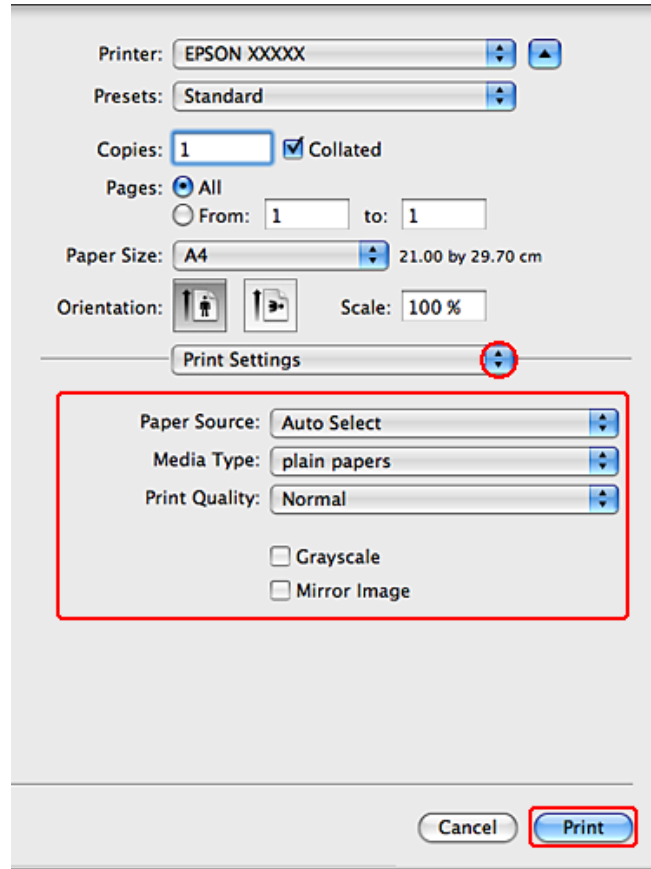 Printer: EPSON XXXXX
Presets: Standard
Copies: 1 Collated
Pages: All
From: 1 to: 1
Paper Size: A4 21.00 by 29.70 cm
Orientation: Scale: 100 %
Print Settings
Paper Source: Auto Select
Media Type: plain papers
Print Quality: Normal
Grayscale
Mirror Image
Cancel Print